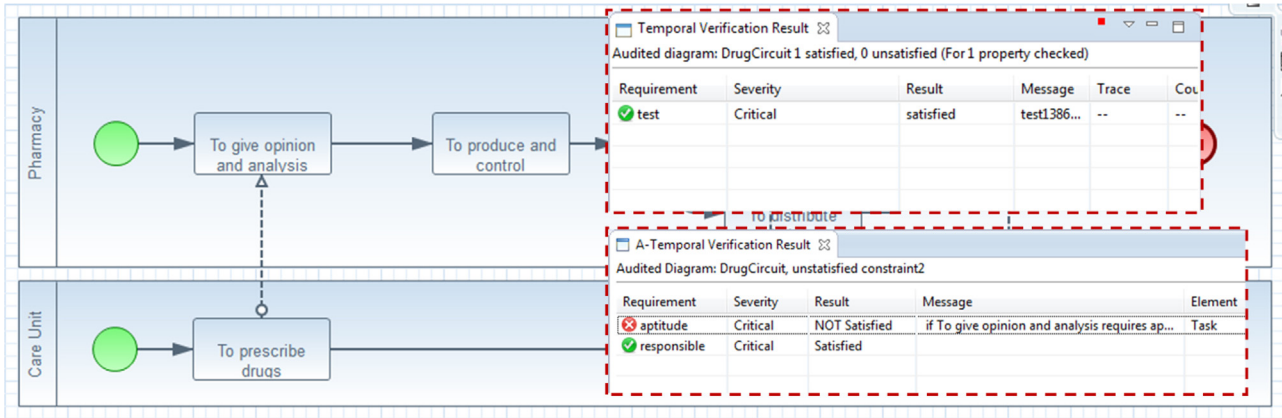 Pharmacy
To give opinion
and analysis
To produce and
control
Temporal Verification Result
Audited diagram: DrugCircuit 1 satisfied, 0 unsatisfied (For 1 property checked)
Requirement Severity Result Message Trace Cou
test Critical satisfied test1386... -- --
To distribute
A-Temporal Verification Result
Audited Diagram: DrugCircuit, unstatisfied constraint2
Requirement Severity Result Message Element
aptitude Critical NOT Satisfied if To give opinion and analysis requires ap... Task
responsible Critical Satisfied
Care Unit
To prescribe
drugs